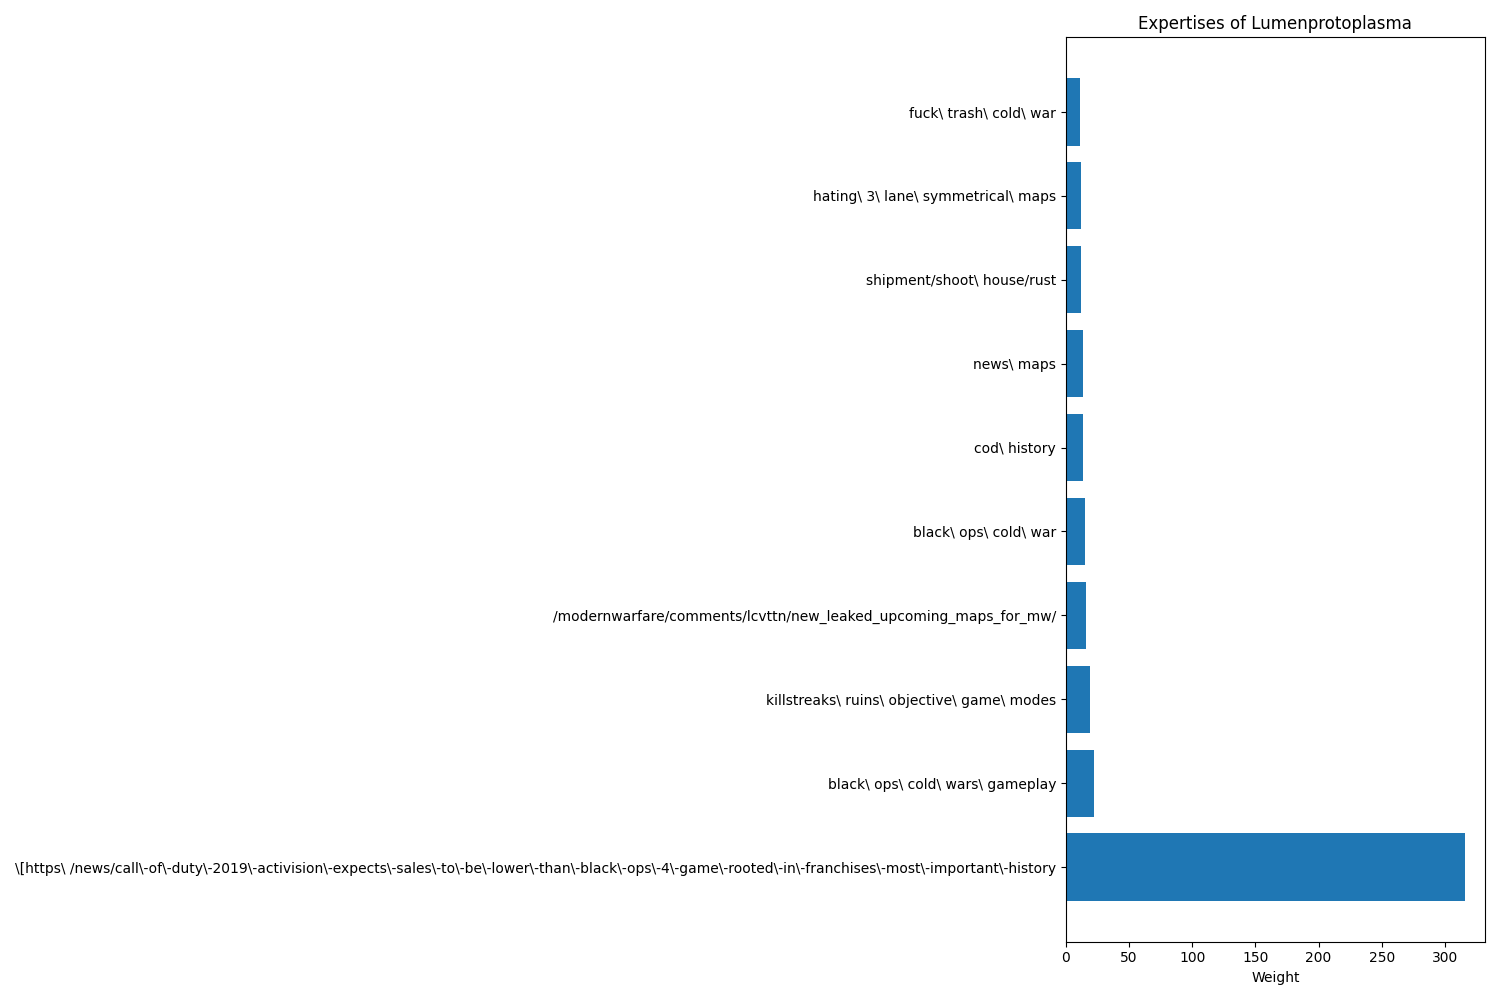 Expertises of Lumenprotoplasma
fuck\ trash\ cold\ war
hating\ 3\ lane\ symmetrical\ maps
shipment/shoot\ house/rust
news\ maps
cod\ history
black\ ops\ cold\ war
/modernwarfare/comments/lcvttn/new_leaked_upcoming_maps_for_mw/
killstreaks\ ruins\ objective\ game\ modes
black\ ops\ cold\ wars\ gameplay
\[https\ /news/call\-of\-duty\-2019\-activision\-expects\-sales\-to\-be\-lower\-than\-black\-ops\-4\-game\-rooted\-in\-franchises\-most\-important\-history
0 50 100 150 200 250 300
Weight